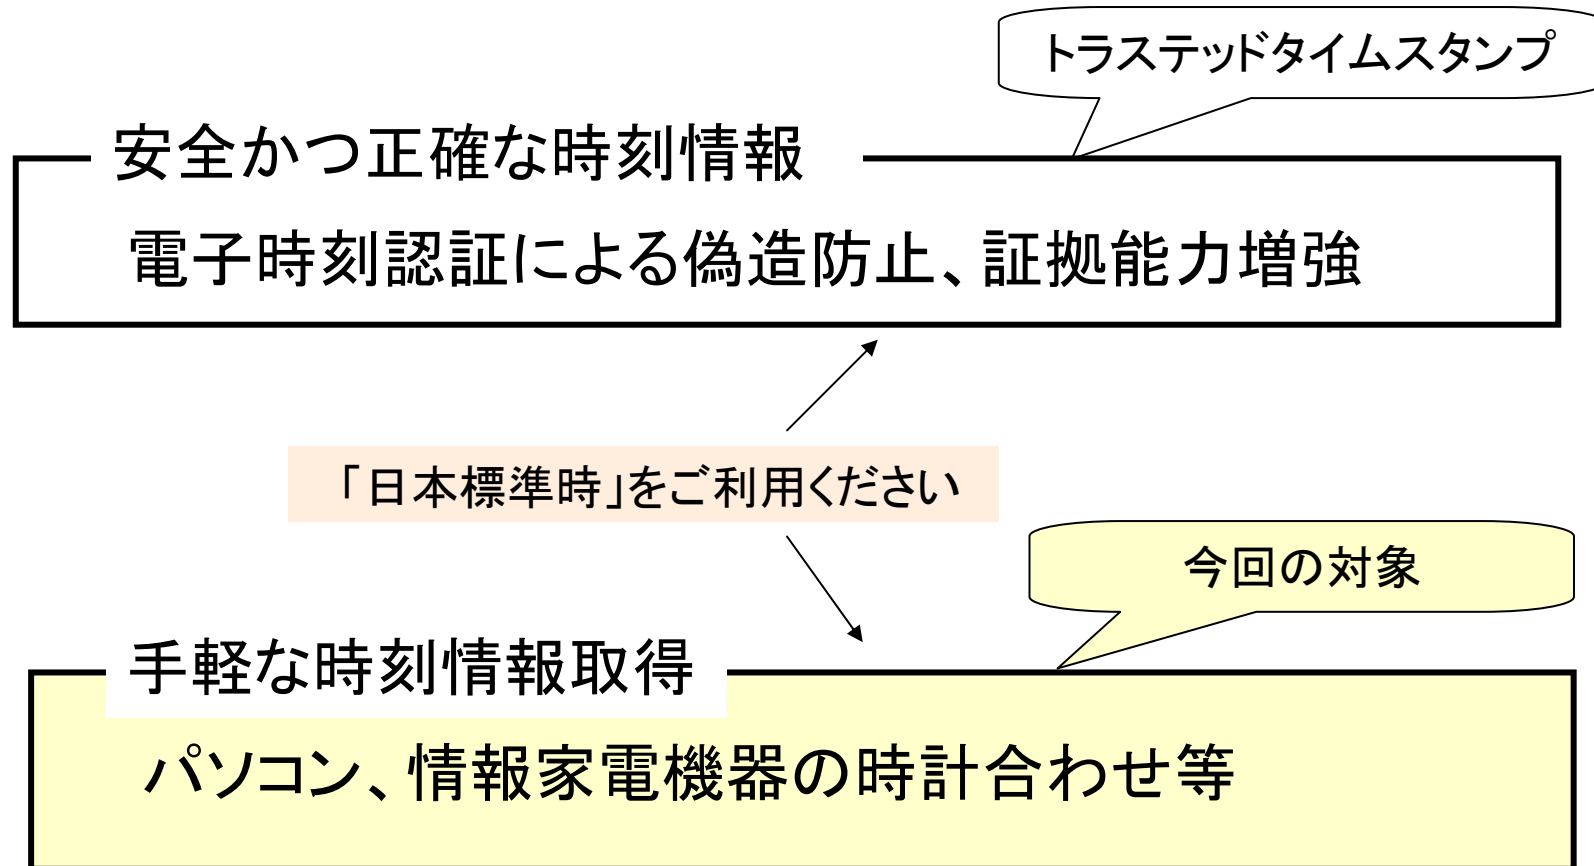 トラステッドタイムスタンプ
安全かつ正確な時刻情報
電子時刻認証による偽造防止、証拠能力増強
「日本標準時」をご利用ください
今回の対象
手軽な時刻情報取得
パソコン、情報家電機器の時計合わせ等